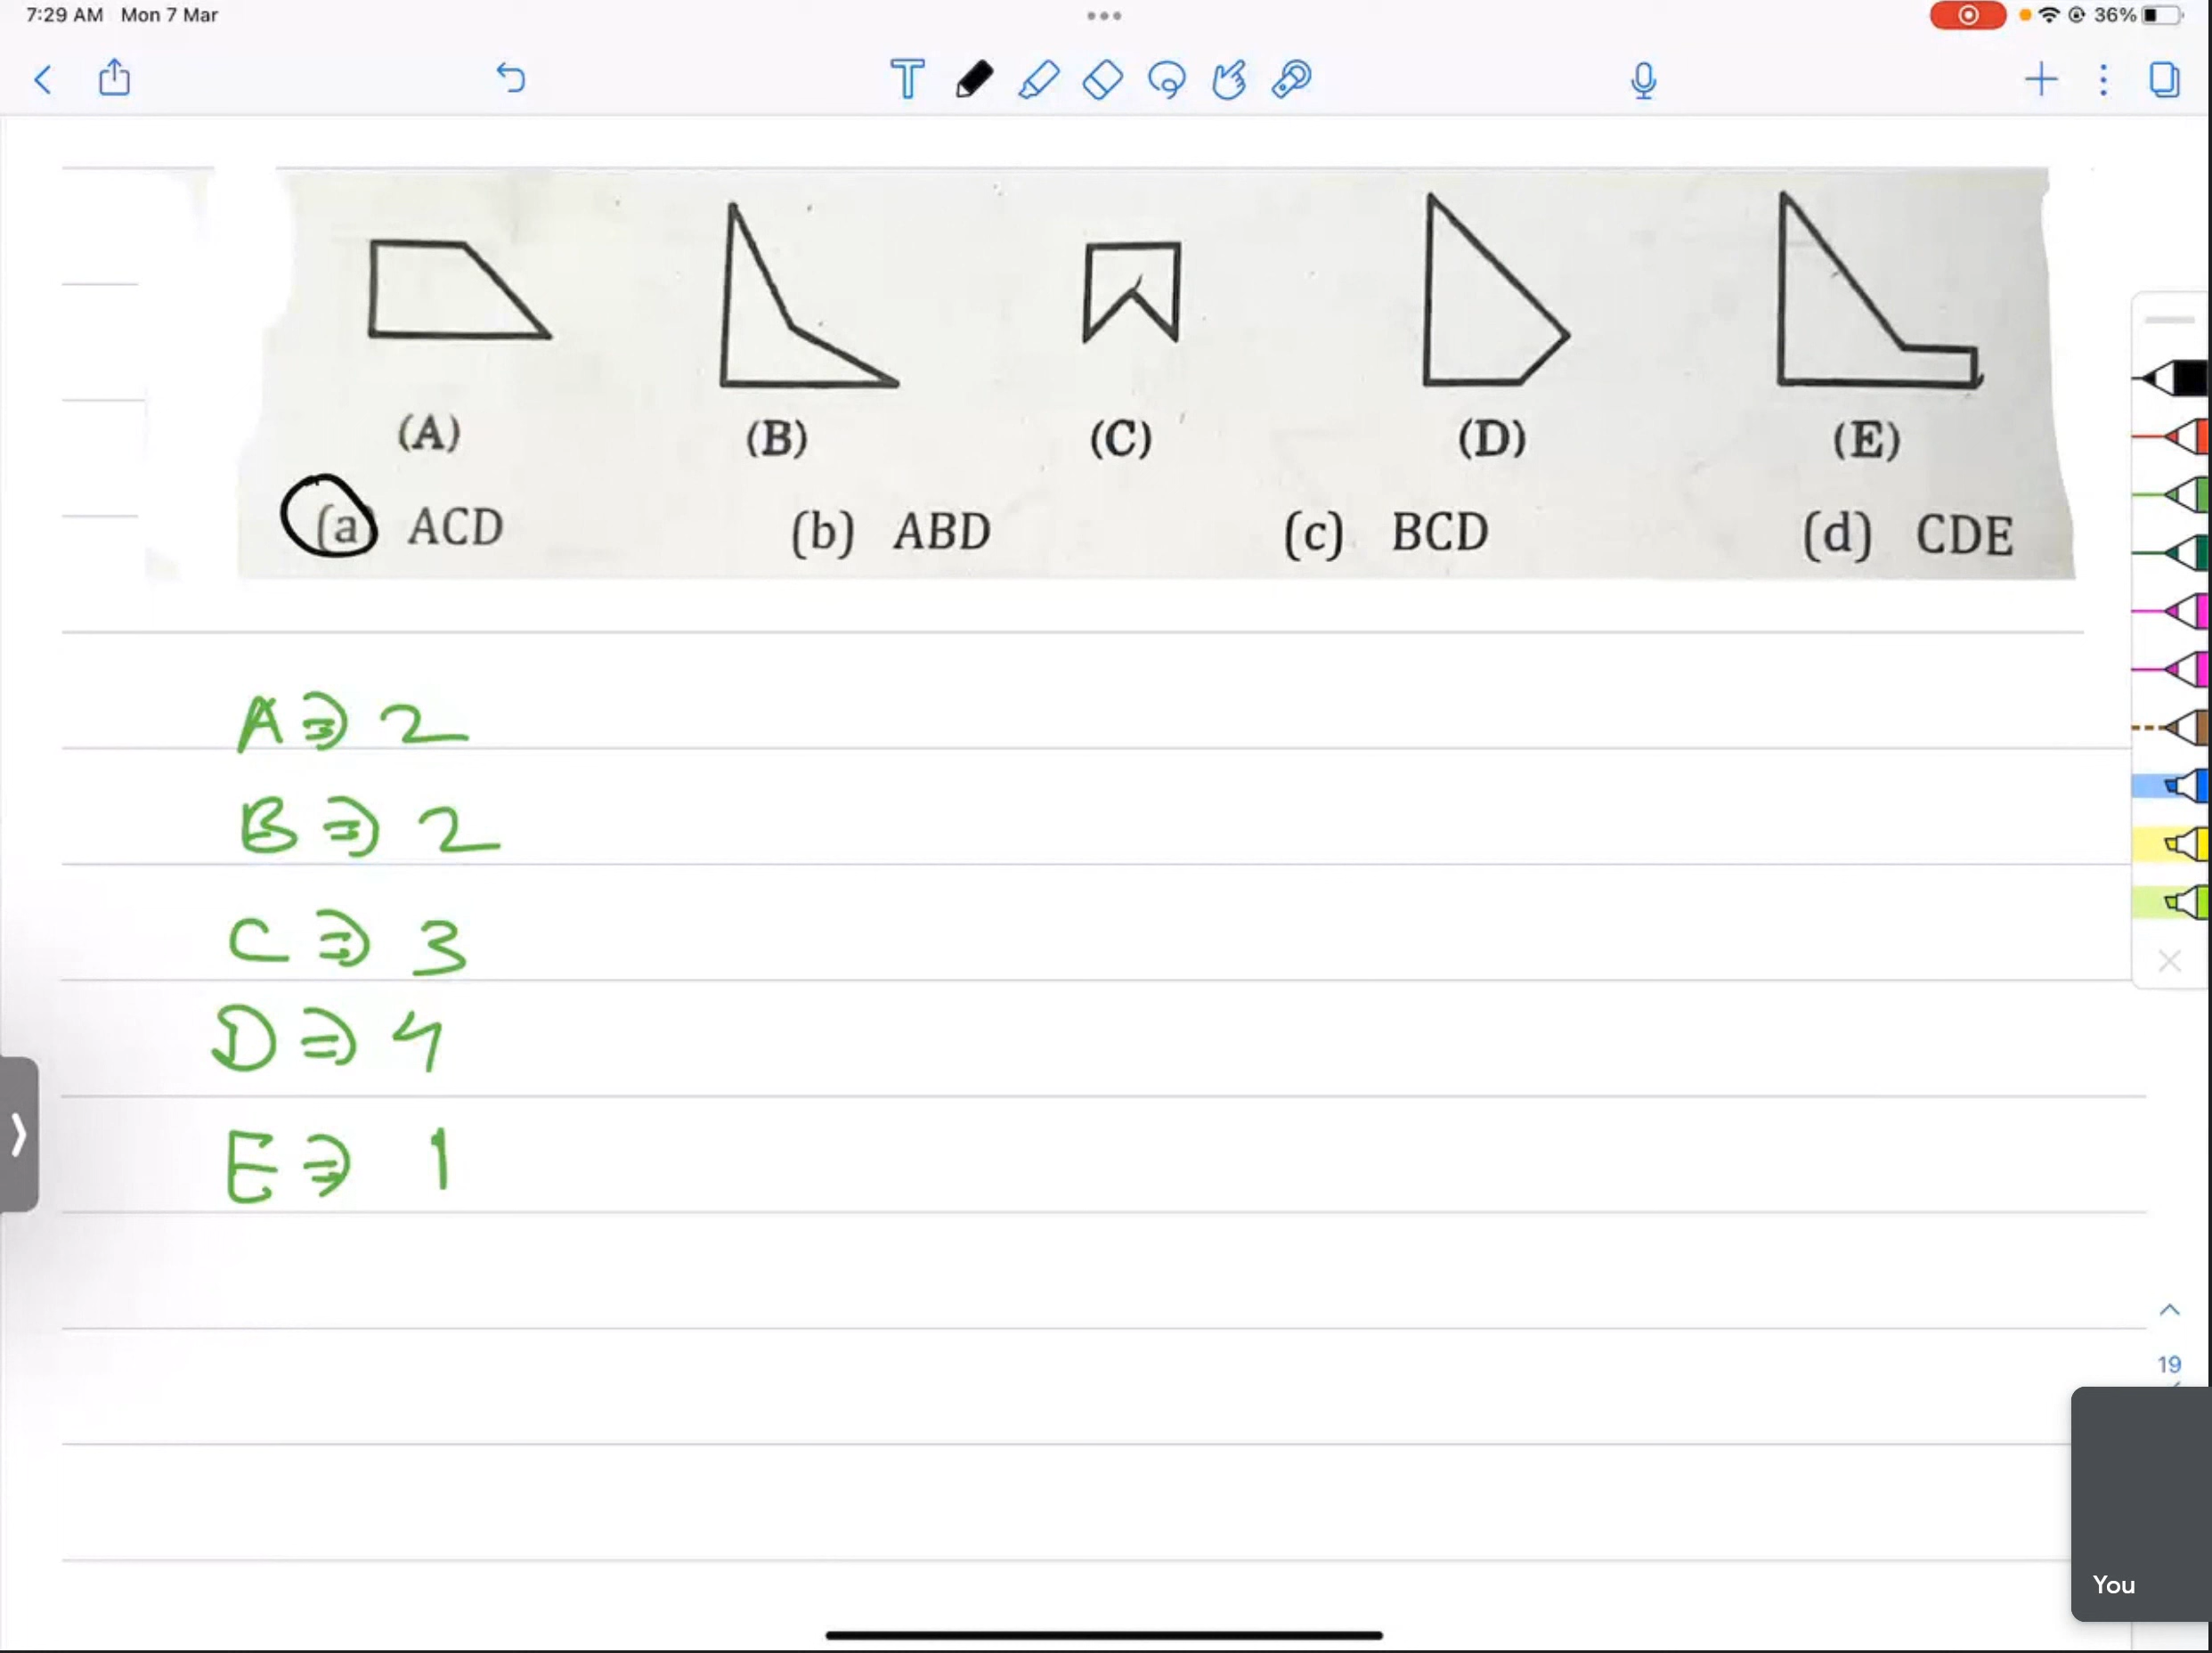 7:29 AM Mon 7 Mar 36%
(A) (B) (C) (D) (E)
(a) ACD (b) ABD (c) BCD (d) CDE
A ⇒ 2
B ⇒ 2
C ⇒ 3
D ⇒ 4
E ⇒ 1
19
You